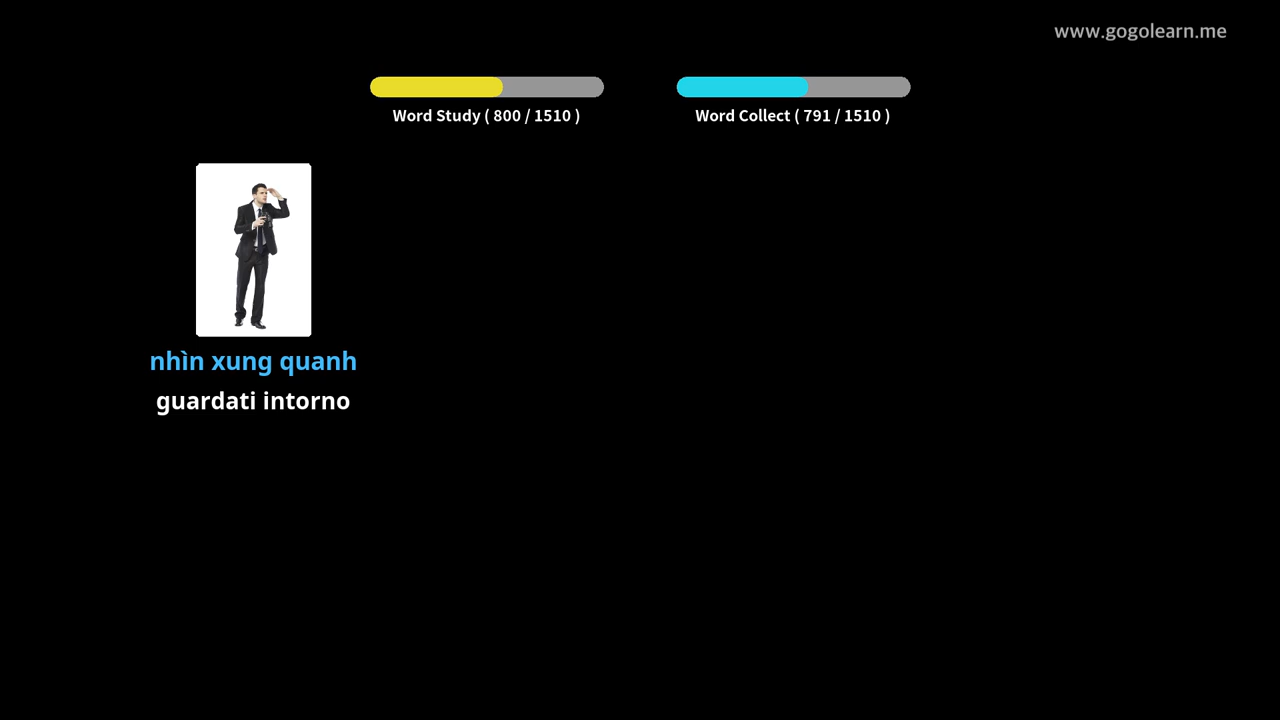 www.gogolearn.me
Word Study ( 800 / 1510 )
Word Collect ( 791 / 1510 )
nhìn xung quanh
guardati intorno